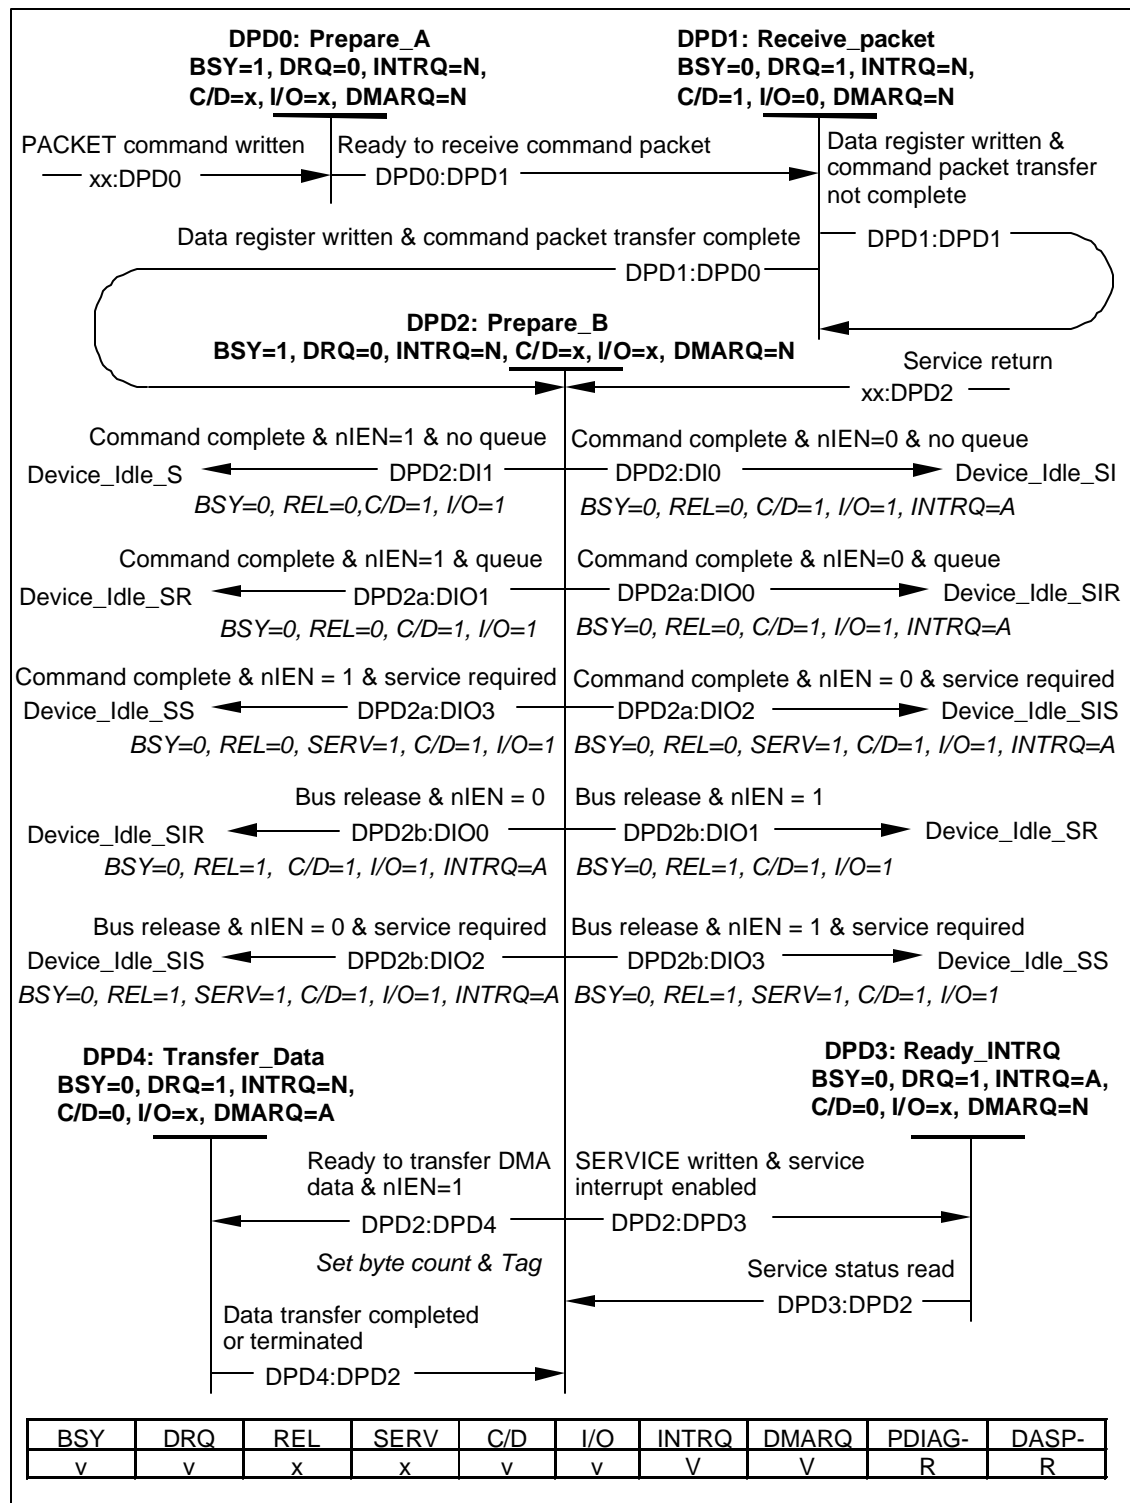 DPD0: Prepare_A
BSY=1, DRQ=0, INTRQ=N,
C/D=x, I/O=x, DMARQ=N
DPD1: Receive_packet
BSY=0, DRQ=1, INTRQ=N,
C/D=1, I/O=0, DMARQ=N
PACKET command written
xx:DPD0
Ready to receive command packet
DPD0:DPD1
Data register written &
command packet transfer
not complete
DPD1:DPD1
Data register written & command packet transfer complete
DPD1:DPD0
DPD2: Prepare_B
BSY=1, DRQ=0, INTRQ=N, C/D=x, I/O=x, DMARQ=N
Service return
xx:DPD2
Command complete & nIEN=1 & no queue
Device_Idle_S
DPD2:DI1
BSY=0, REL=0,C/D=1, I/O=1
Command complete & nIEN=0 & no queue
DPD2:DI0
Device_Idle_SI
BSY=0, REL=0, C/D=1, I/O=1, INTRQ=A
Command complete & nIEN=1 & queue
Device_Idle_SR
DPD2a:DIO1
BSY=0, REL=0, C/D=1, I/O=1
Command complete & nIEN=0 & queue
DPD2a:DIO0
Device_Idle_SIR
BSY=0, REL=0, C/D=1, I/O=1, INTRQ=A
Command complete & nIEN = 1 & service required
Device_Idle_SS
DPD2a:DIO3
BSY=0, REL=0, SERV=1, C/D=1, I/O=1
Command complete & nIEN = 0 & service required
DPD2a:DIO2
Device_Idle_SIS
BSY=0, REL=0, SERV=1, C/D=1, I/O=1, INTRQ=A
Bus release & nIEN = 0
Device_Idle_SIR
DPD2b:DIO0
BSY=0, REL=1, C/D=1, I/O=1, INTRQ=A
Bus release & nIEN = 1
DPD2b:DIO1
Device_Idle_SR
BSY=0, REL=1, C/D=1, I/O=1
Bus release & nIEN = 0 & service required
Device_Idle_SIS
DPD2b:DIO2
BSY=0, REL=1, SERV=1, C/D=1, I/O=1, INTRQ=A
Bus release & nIEN = 1 & service required
DPD2b:DIO3
Device_Idle_SS
BSY=0, REL=1, SERV=1, C/D=1, I/O=1
DPD4: Transfer_Data
BSY=0, DRQ=1, INTRQ=N,
C/D=0, I/O=x, DMARQ=A
DPD3: Ready_INTRQ
BSY=0, DRQ=1, INTRQ=A,
C/D=0, I/O=x, DMARQ=N
Ready to transfer DMA
data & nIEN=1
DPD2:DPD4
Set byte count & Tag
SERVICE written & service
interrupt enabled
DPD2:DPD3
Service status read
DPD3:DPD2
Data transfer completed
or terminated
DPD4:DPD2
BSY DRQ REL SERV C/D I/O INTRQ DMARQ PDIAG- DASP-
v v x x v v V V R R